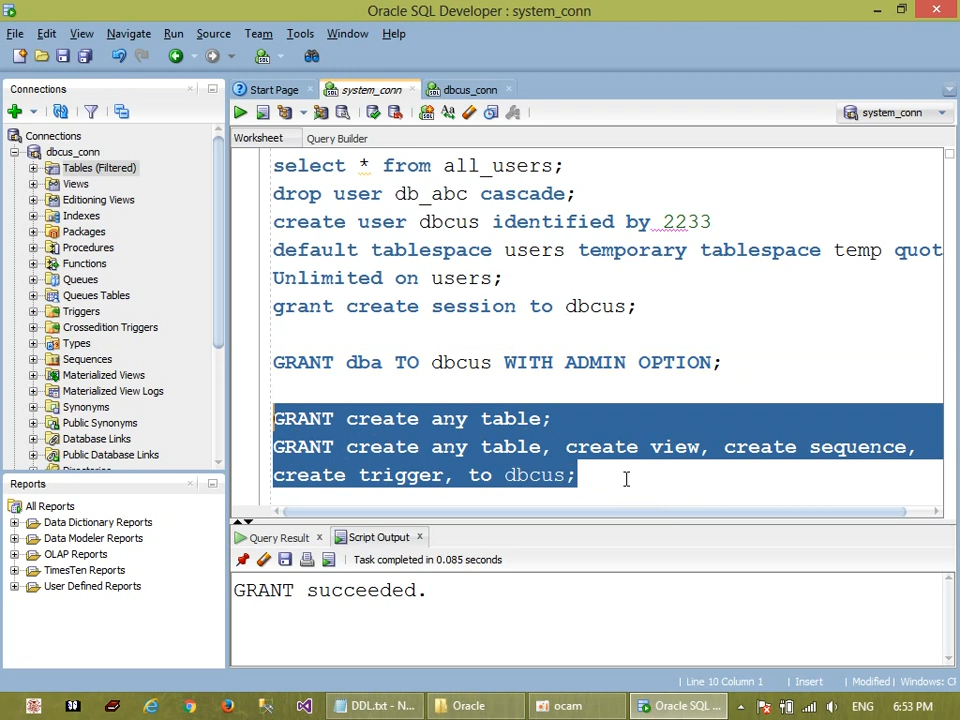 Oracle SQL Developer : system_conn
File Edit View Navigate Run Source Team Tools Window Help
Connections
Connections
dbcus_conn
Tables (Filtered)
Views
Editioning Views
Indexes
Packages
Procedures
Functions
Queues
Queues Tables
Triggers
Crossedition Triggers
Types
Sequences
Materialized Views
Materialized View Logs
Synonyms
Public Synonyms
Database Links
Public Database Links
Directories
Reports
All Reports
Data Dictionary Reports
Data Modeler Reports
OLAP Reports
TimesTen Reports
User Defined Reports
Start Page system_conn dbcus_conn
system_conn
Worksheet Query Builder
select * from all_users;
drop user db_abc cascade;
create user dbcus identified by 2233
default tablespace users temporary tablespace temp quot
Unlimited on users;
grant create session to dbcus;
GRANT dba TO dbcus WITH ADMIN OPTION;
GRANT create any table;
GRANT create any table, create view, create sequence,
create trigger, to dbcus;
Query Result Script Output
Task completed in 0.085 seconds
GRANT succeeded.
Line 10 Column 1 Insert Modified Windows: C
DDL.txt - N... Oracle ocam Oracle SQL ... ENG 6:53 PM